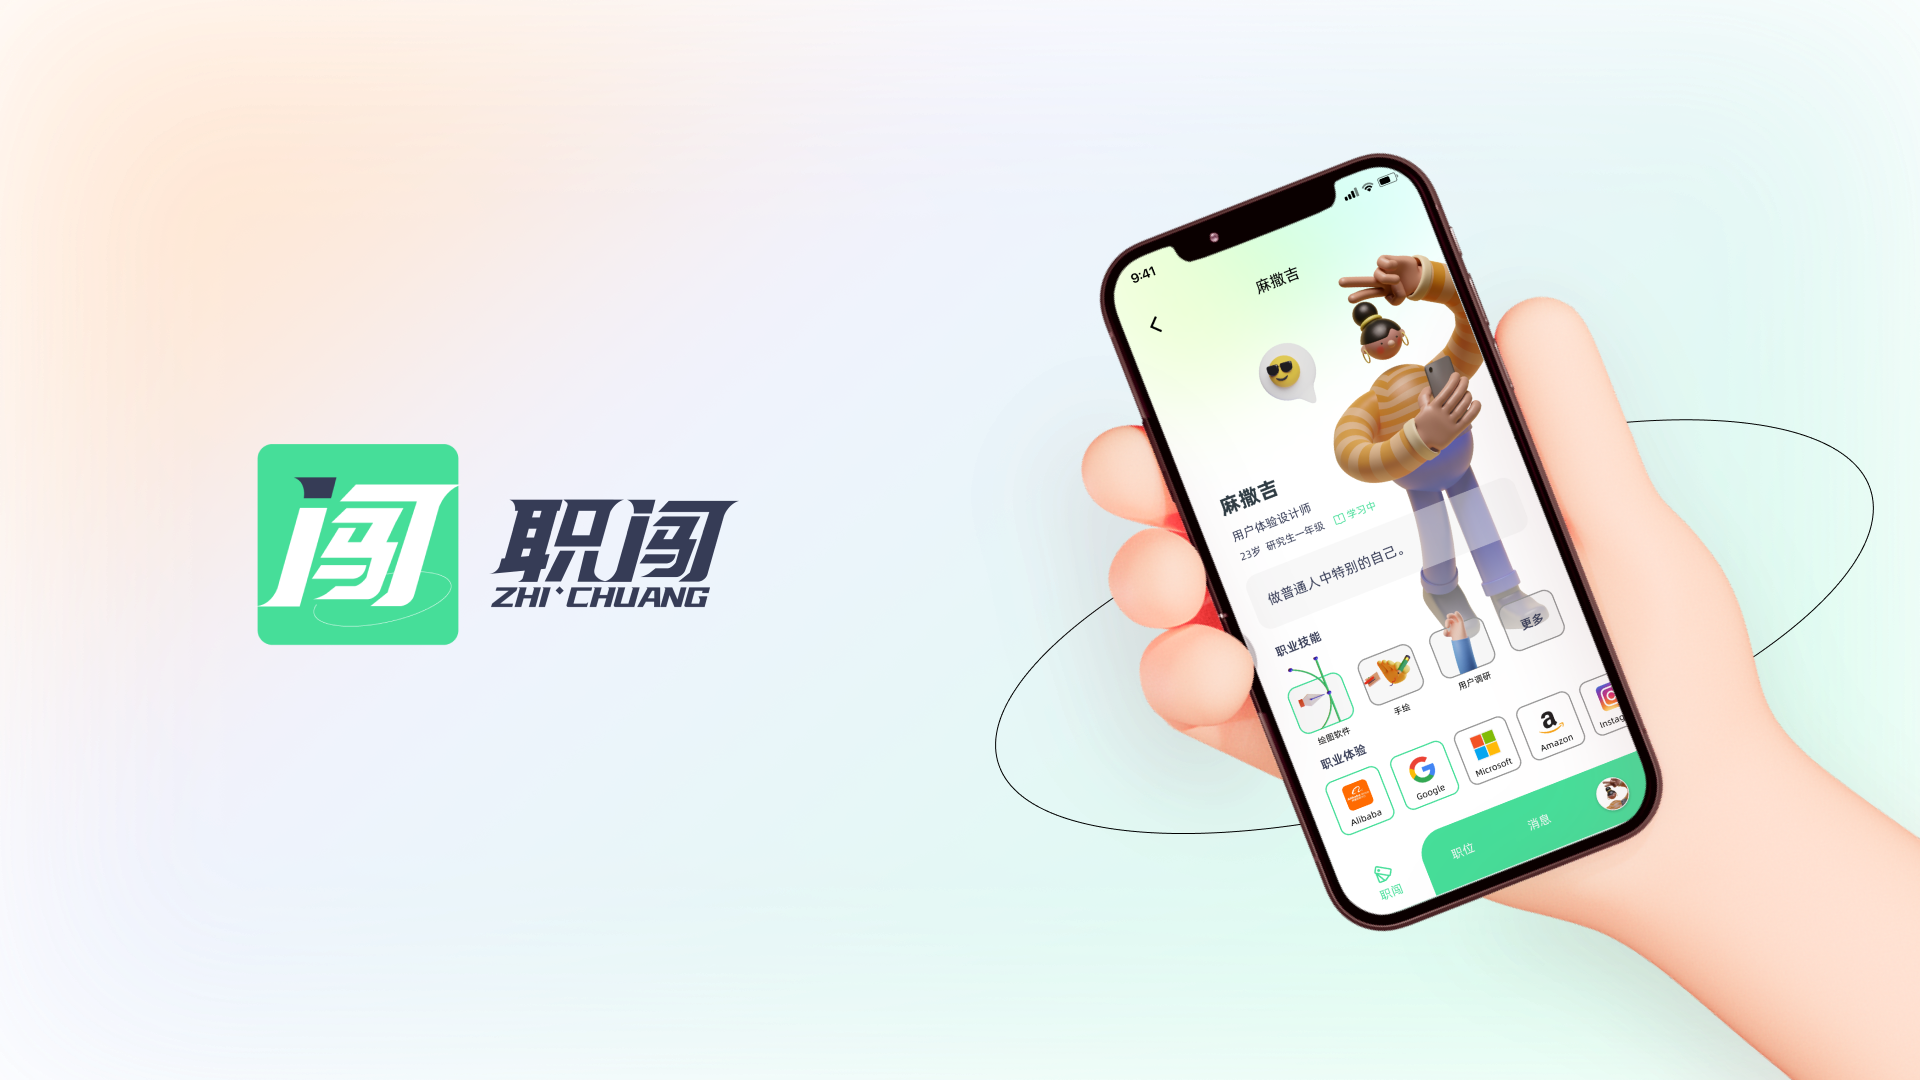 闯
职闯
ZHI·CHUANG
9:41
麻撒吉
麻撒吉
用户体验设计师
23岁 研究生一年级 学习中
做普通人中特别的自己。
职业技能
绘图软件
手绘
用户调研
更多
职业体验
Alibaba
Google
Microsoft
Amazon
Instag
职闯
职位
消息